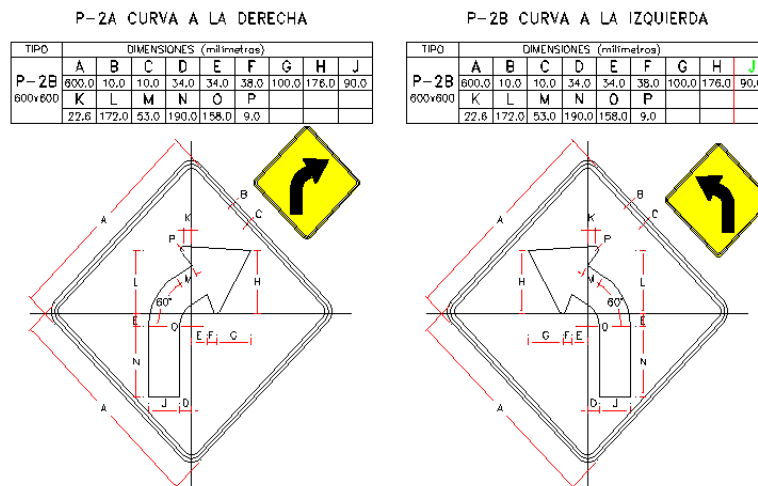 P-2A CURVA A LA DERECHA
TIPO DIMENSIONES (milimetros)
A B C D E F G H J
P-2B 600.0 10.0 10.0 34.0 34.0 38.0 100.0 176.0 90.0
600x600 K L M N O P
22.6 172.0 53.0 190.0 158.0 9.0
A
B
C
K
P
L
M
H
60°
E
O
E F G
N
A
J D
P-2B CURVA A LA IZQUIERDA
TIPO DIMENSIONES (milimetros)
A B C D E F G H J
P-2B 600.0 10.0 10.0 34.0 34.0 38.0 100.0 176.0 90.0
600x600 K L M N O P
22.6 172.0 53.0 190.0 158.0 9.0
A
B
C
K
P
H
M
L
60°
O
E
G F E
N
A
D J